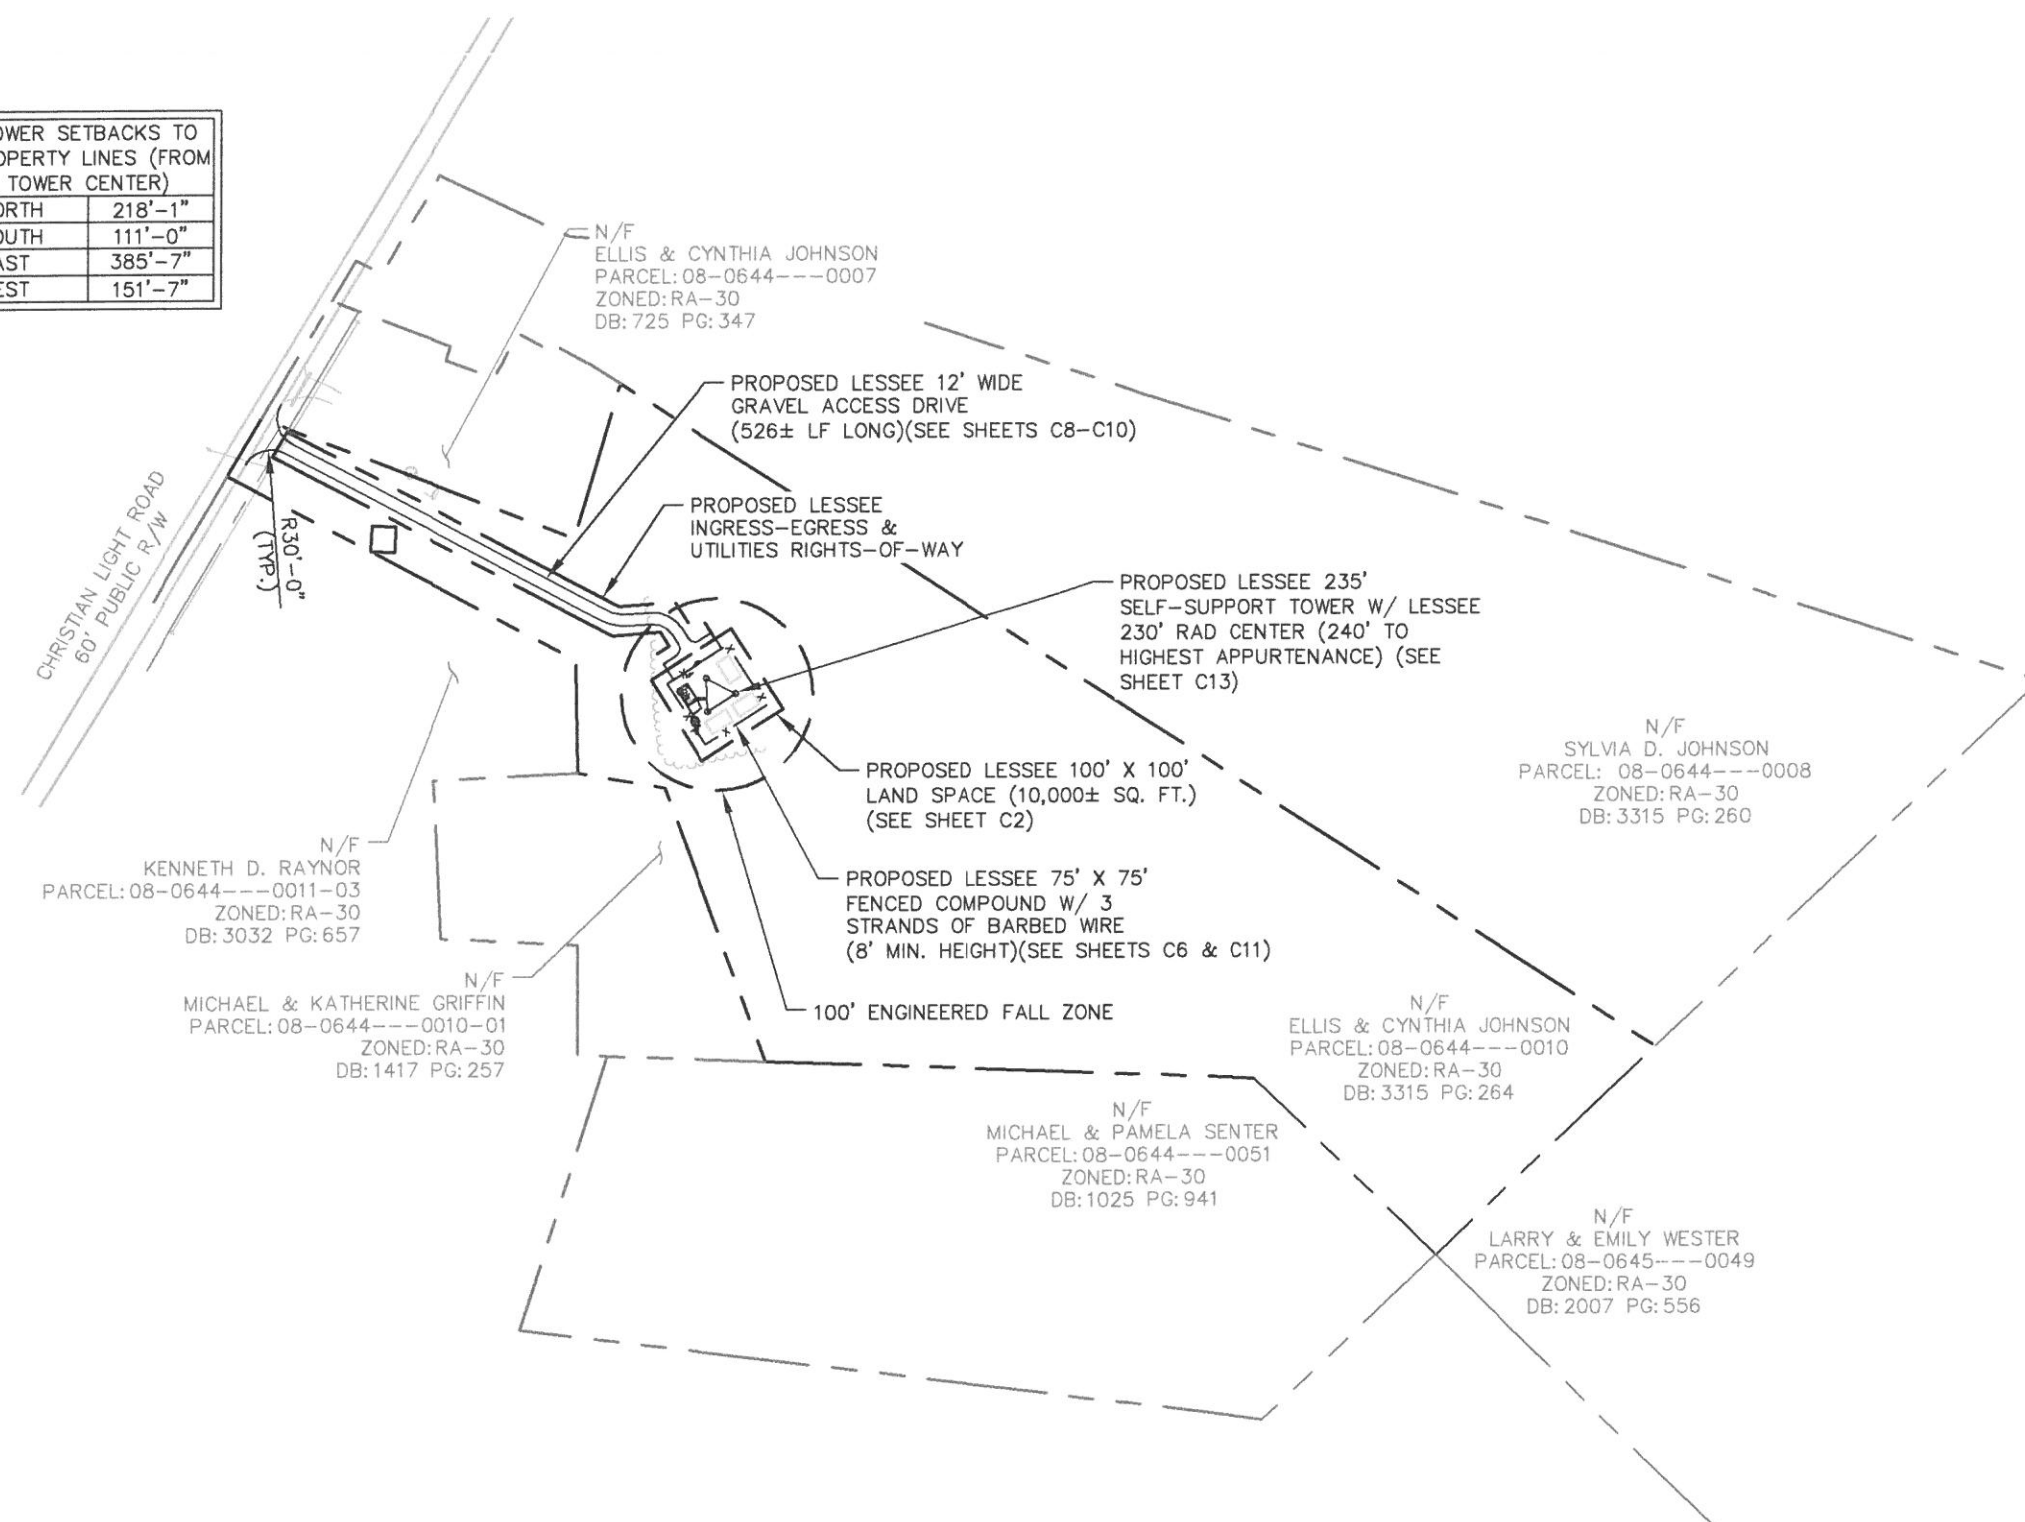 OWER SETBACKS TO
OPERTY LINES (FROM
TOWER CENTER)
ORTH 218'-1"
OUTH 111'-0"
AST 385'-7"
EST 151'-7"
N/F
ELLIS & CYNTHIA JOHNSON
PARCEL: 08-0644---0007
ZONED: RA-30
DB: 725 PG: 347
PROPOSED LESSEE 12' WIDE
GRAVEL ACCESS DRIVE
(526± LF LONG)(SEE SHEETS C8-C10)
PROPOSED LESSEE
INGRESS-EGRESS &
UTILITIES RIGHTS-OF-WAY
CHRISTIAN LIGHT ROAD
60' PUBLIC R/W
R30'-0"
(TYP.)
PROPOSED LESSEE 235'
SELF-SUPPORT TOWER W/ LESSEE
230' RAD CENTER (240' TO
HIGHEST APPURTENANCE) (SEE
SHEET C13)
N/F
SYLVIA D. JOHNSON
PARCEL: 08-0644---0008
ZONED: RA-30
DB: 3315 PG: 260
PROPOSED LESSEE 100' X 100'
LAND SPACE (10,000± SQ. FT.)
(SEE SHEET C2)
N/F
KENNETH D. RAYNOR
PARCEL: 08-0644---0011-03
ZONED: RA-30
DB: 3032 PG: 657
PROPOSED LESSEE 75' X 75'
FENCED COMPOUND W/ 3
STRANDS OF BARBED WIRE
(8' MIN. HEIGHT)(SEE SHEETS C6 & C11)
N/F
MICHAEL & KATHERINE GRIFFIN
PARCEL: 08-0644---0010-01
ZONED: RA-30
DB: 1417 PG: 257
100' ENGINEERED FALL ZONE
N/F
ELLIS & CYNTHIA JOHNSON
PARCEL: 08-0644---0010
ZONED: RA-30
DB: 3315 PG: 264
N/F
MICHAEL & PAMELA SENTER
PARCEL: 08-0644---0051
ZONED: RA-30
DB: 1025 PG: 941
N/F
LARRY & EMILY WESTER
PARCEL: 08-0645---0049
ZONED: RA-30
DB: 2007 PG: 556